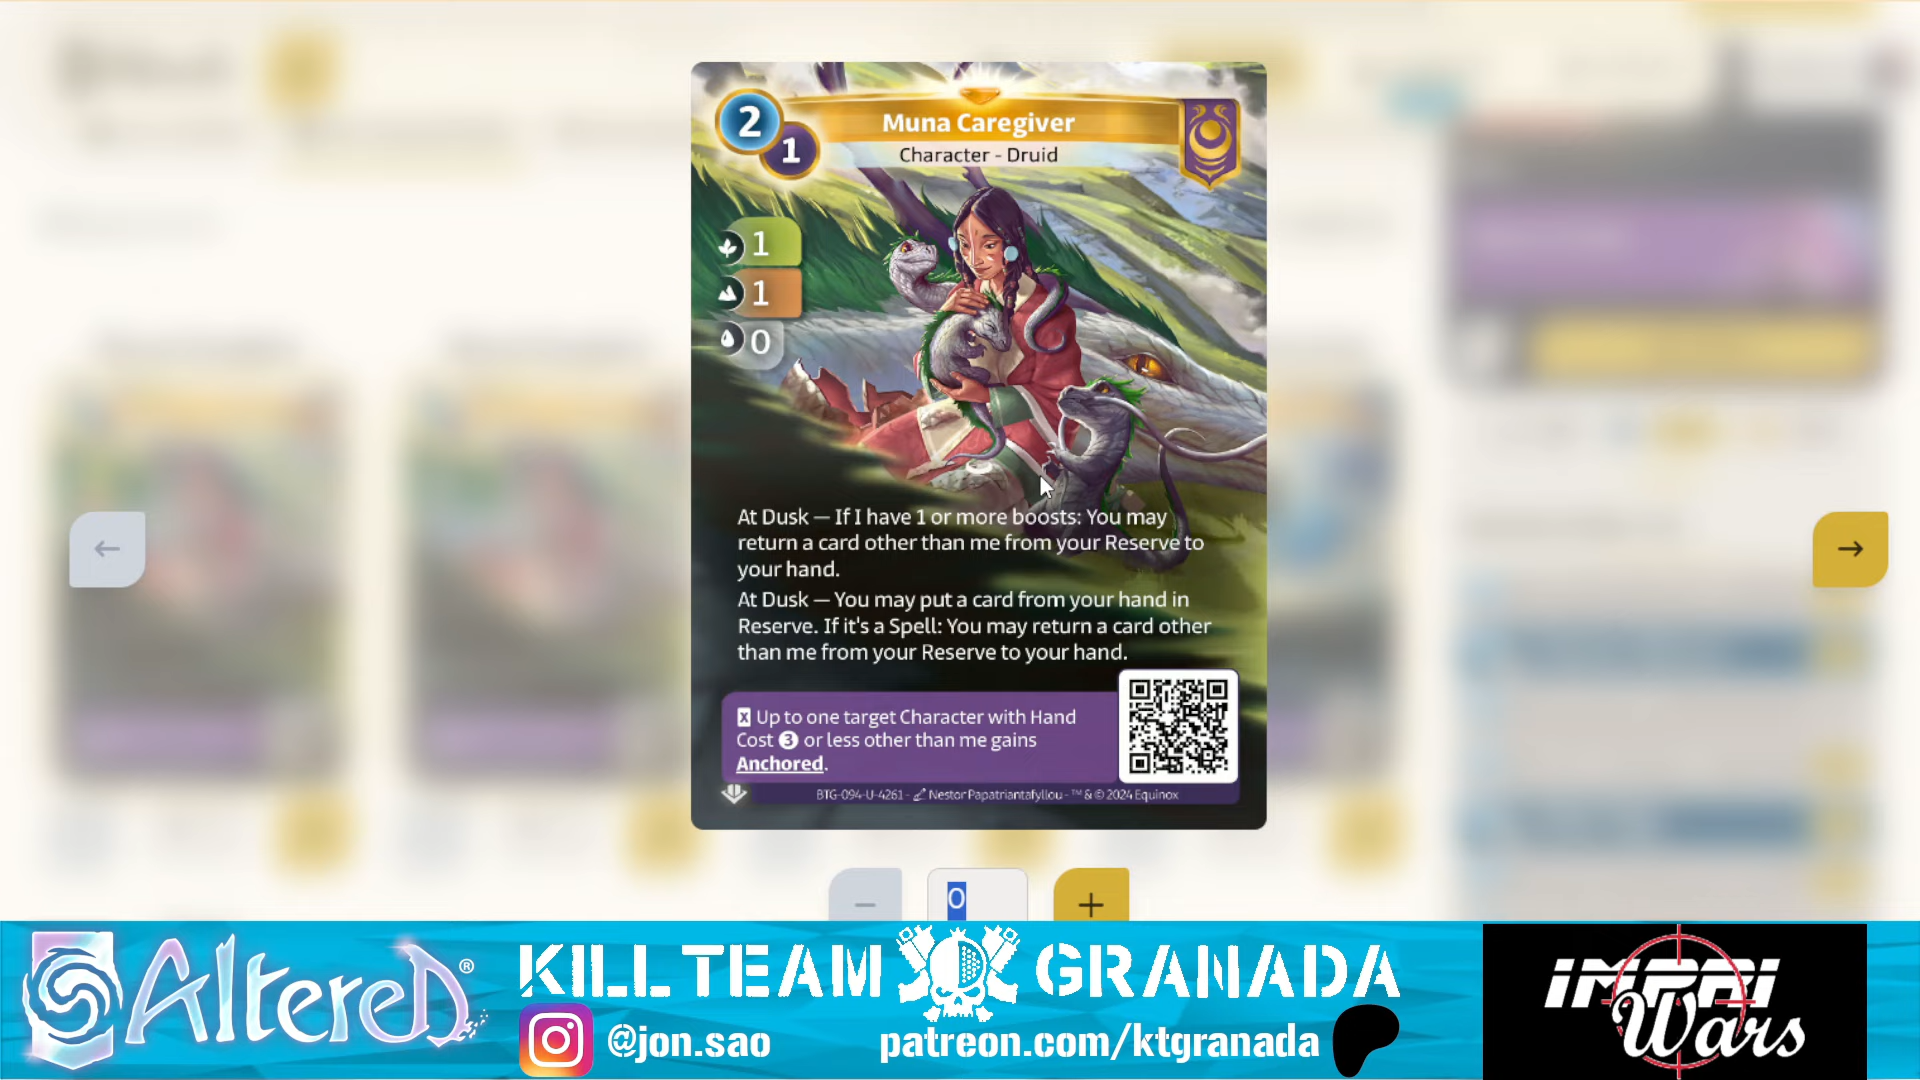 2
1
Muna Caregiver
Character - Druid
1
1
0
At Dusk — If I have 1 or more boosts: You may
return a card other than me from your Reserve to
your hand.
At Dusk — You may put a card from your hand in
Reserve. If it's a Spell: You may return a card other
than me from your Reserve to your hand.
X Up to one target Character with Hand
Cost 3 or less other than me gains
Anchored.
BTG-094-U-4261 - Nestor Papatriantafyllou - ™ & © 2024 Equinox
0
Altered®
KILL TEAM GRANADA
@jon.sao
patreon.com/ktgranada
IMPRI
Wars